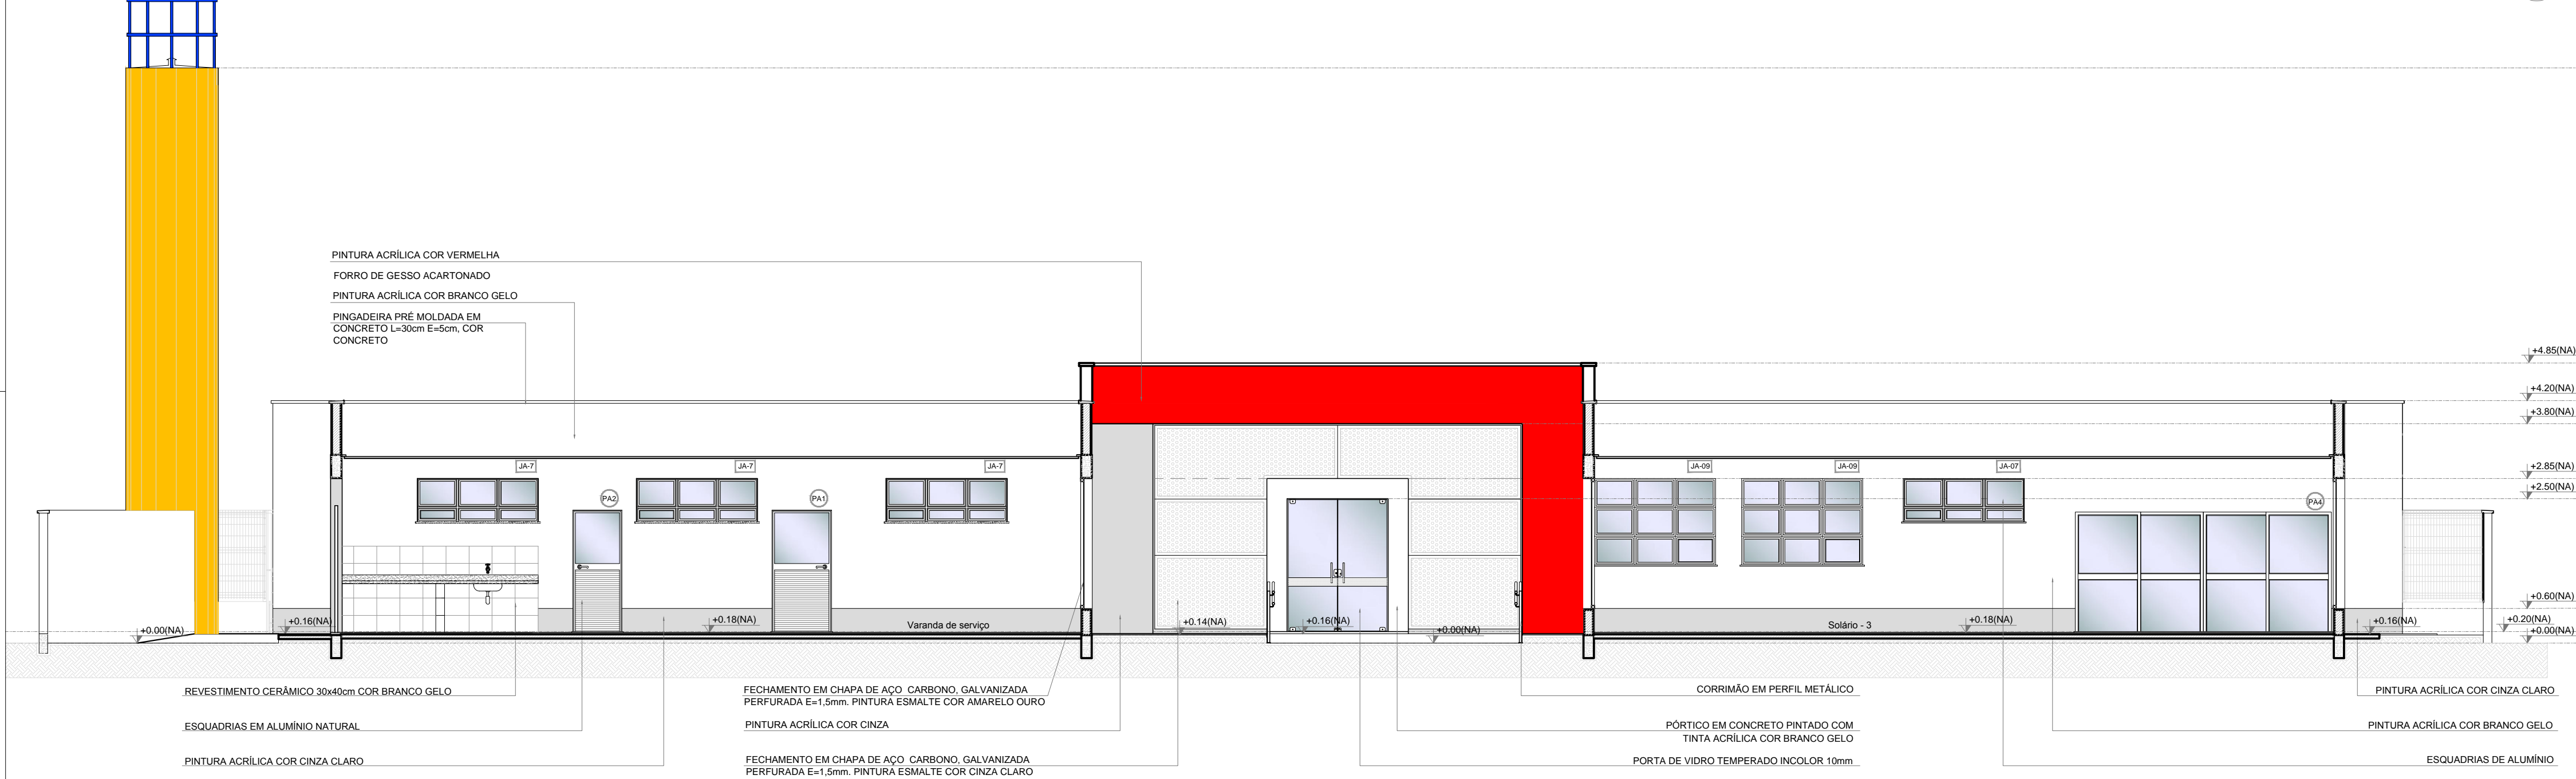 PINTURA ACRÍLICA COR VERMELHA
FORRO DE GESSO ACARTONADO
PINTURA ACRÍLICA COR BRANCO GELO
PINGADEIRA PRÉ MOLDADA EM
CONCRETO L=30cm E=5cm, COR
CONCRETO
+4.85(NA)
+4.20(NA)
+3.80(NA)
+2.85(NA)
+2.50(NA)
+0.60(NA)
+0.20(NA)
+0.00(NA)
JA-7
JA-7
JA-7
JA-09
JA-09
JA-07
PA2
PA1
PA4
+0.00(NA)
+0.16(NA)
+0.18(NA)
Varanda de serviço
+0.14(NA)
+0.16(NA)
+0.00(NA)
Solário - 3
+0.18(NA)
+0.16(NA)
REVESTIMENTO CERÂMICO 30x40cm COR BRANCO GELO
ESQUADRIAS EM ALUMÍNIO NATURAL
PINTURA ACRÍLICA COR CINZA CLARO
FECHAMENTO EM CHAPA DE AÇO CARBONO, GALVANIZADA
PERFURADA E=1,5mm. PINTURA ESMALTE COR AMARELO OURO
PINTURA ACRÍLICA COR CINZA
FECHAMENTO EM CHAPA DE AÇO CARBONO, GALVANIZADA
PERFURADA E=1,5mm. PINTURA ESMALTE COR CINZA CLARO
CORRIMÃO EM PERFIL METÁLICO
PÓRTICO EM CONCRETO PINTADO COM
TINTA ACRÍLICA COR BRANCO GELO
PORTA DE VIDRO TEMPERADO INCOLOR 10mm
PINTURA ACRÍLICA COR CINZA CLARO
PINTURA ACRÍLICA COR BRANCO GELO
ESQUADRIAS DE ALUMÍNIO